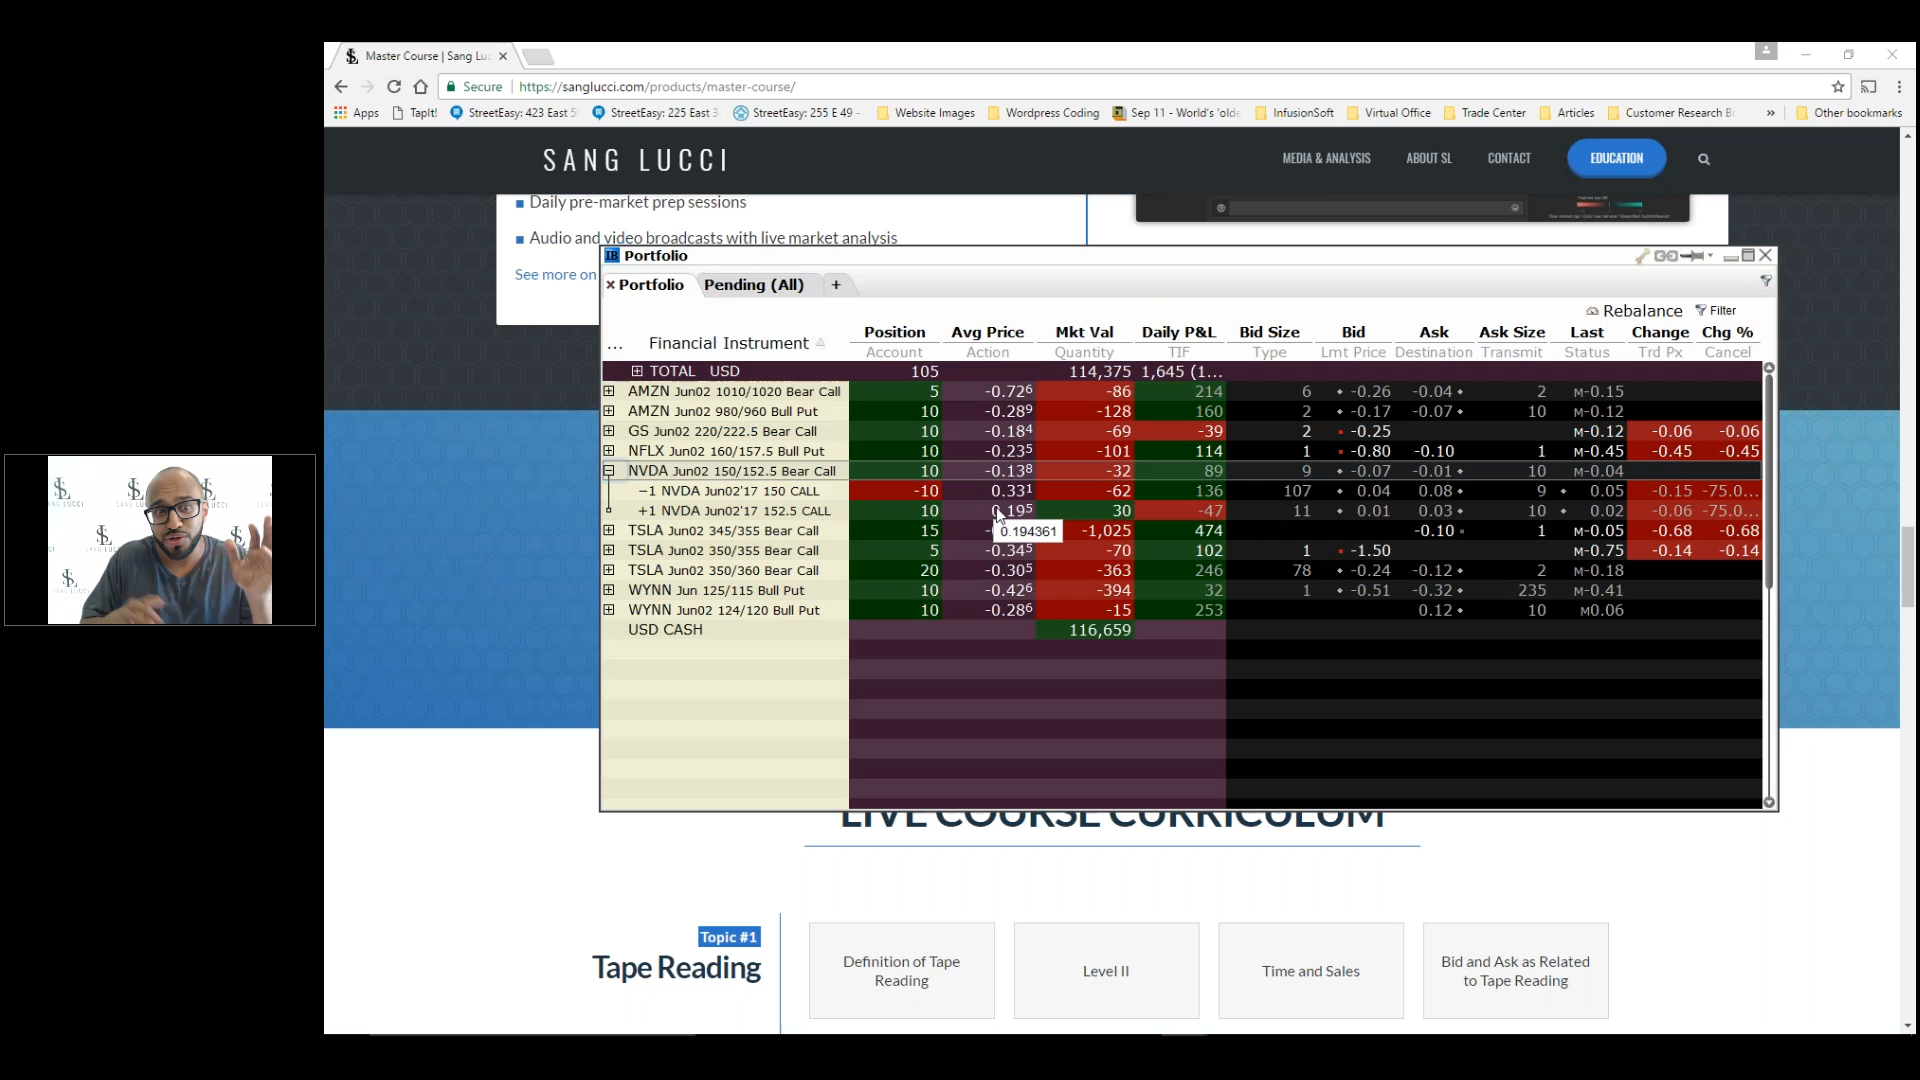 Master Course | Sang Luc
Secure https://sanglucci.com/products/master-course/
Apps TapIt! StreetEasy: 423 East 5 StreetEasy: 225 East 3 StreetEasy: 255 E 49 - Website Images Wordpress Coding Sep 11 - World's 'olde InfusionSoft Virtual Office Trade Center Articles Customer Research B » Other bookmarks
SANG LUCCI MEDIA & ANALYSIS ABOUT SL CONTACT EDUCATION
Daily pre-market prep sessions
Audio and video broadcasts with live market analysis
See more on
IB Portfolio
Portfolio Pending (All) +
Rebalance Filter
... Financial Instrument Position Avg Price Mkt Val Daily P&L Bid Size Bid Ask Ask Size Last Change Chg %
Account Action Quantity TIF Type Lmt Price Destination Transmit Status Trd Px Cancel
TOTAL USD 105 114,375 1,645 (1...
AMZN Jun02 1010/1020 Bear Call 5 -0.726 -86 214 6 -0.26 -0.04 2 M-0.15
AMZN Jun02 980/960 Bull Put 10 -0.289 -128 160 2 -0.17 -0.07 10 M-0.12
GS Jun02 220/222.5 Bear Call 10 -0.184 -69 -39 2 -0.25 M-0.12 -0.06 -0.06
NFLX Jun02 160/157.5 Bull Put 10 -0.235 -101 114 1 -0.80 -0.10 1 M-0.45 -0.45 -0.45
NVDA Jun02 150/152.5 Bear Call 10 -0.138 -32 89 9 -0.07 -0.01 10 M-0.04
−1 NVDA Jun02'17 150 CALL -10 0.331 -62 136 107 0.04 0.08 9 0.05 -0.15 -75.0...
+1 NVDA Jun02'17 152.5 CALL 10 0.195 30 -47 11 0.01 0.03 10 0.02 -0.06 -75.0...
TSLA Jun02 345/355 Bear Call 15 -1,025 474 -0.10 1 M-0.05 -0.68 -0.68
0.194361
TSLA Jun02 350/355 Bear Call 5 -0.345 -70 102 1 -1.50 M-0.75 -0.14 -0.14
TSLA Jun02 350/360 Bear Call 20 -0.305 -363 246 78 -0.24 -0.12 2 M-0.18
WYNN Jun 125/115 Bull Put 10 -0.426 -394 32 1 -0.51 -0.32 235 M-0.41
WYNN Jun02 124/120 Bull Put 10 -0.286 -15 253 0.12 10 M0.06
USD CASH 116,659
LIVE COURSE CURRICULUM
Topic #1
Tape Reading
Definition of Tape
Reading
Level II
Time and Sales
Bid and Ask as Related
to Tape Reading